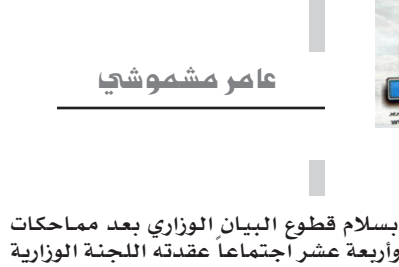 عامر مشموشي
بسلام قطوع البيان الوزاري بعد مماحكات
وأربعة عشر اجتماعاً عقدته اللجنة الوزارية